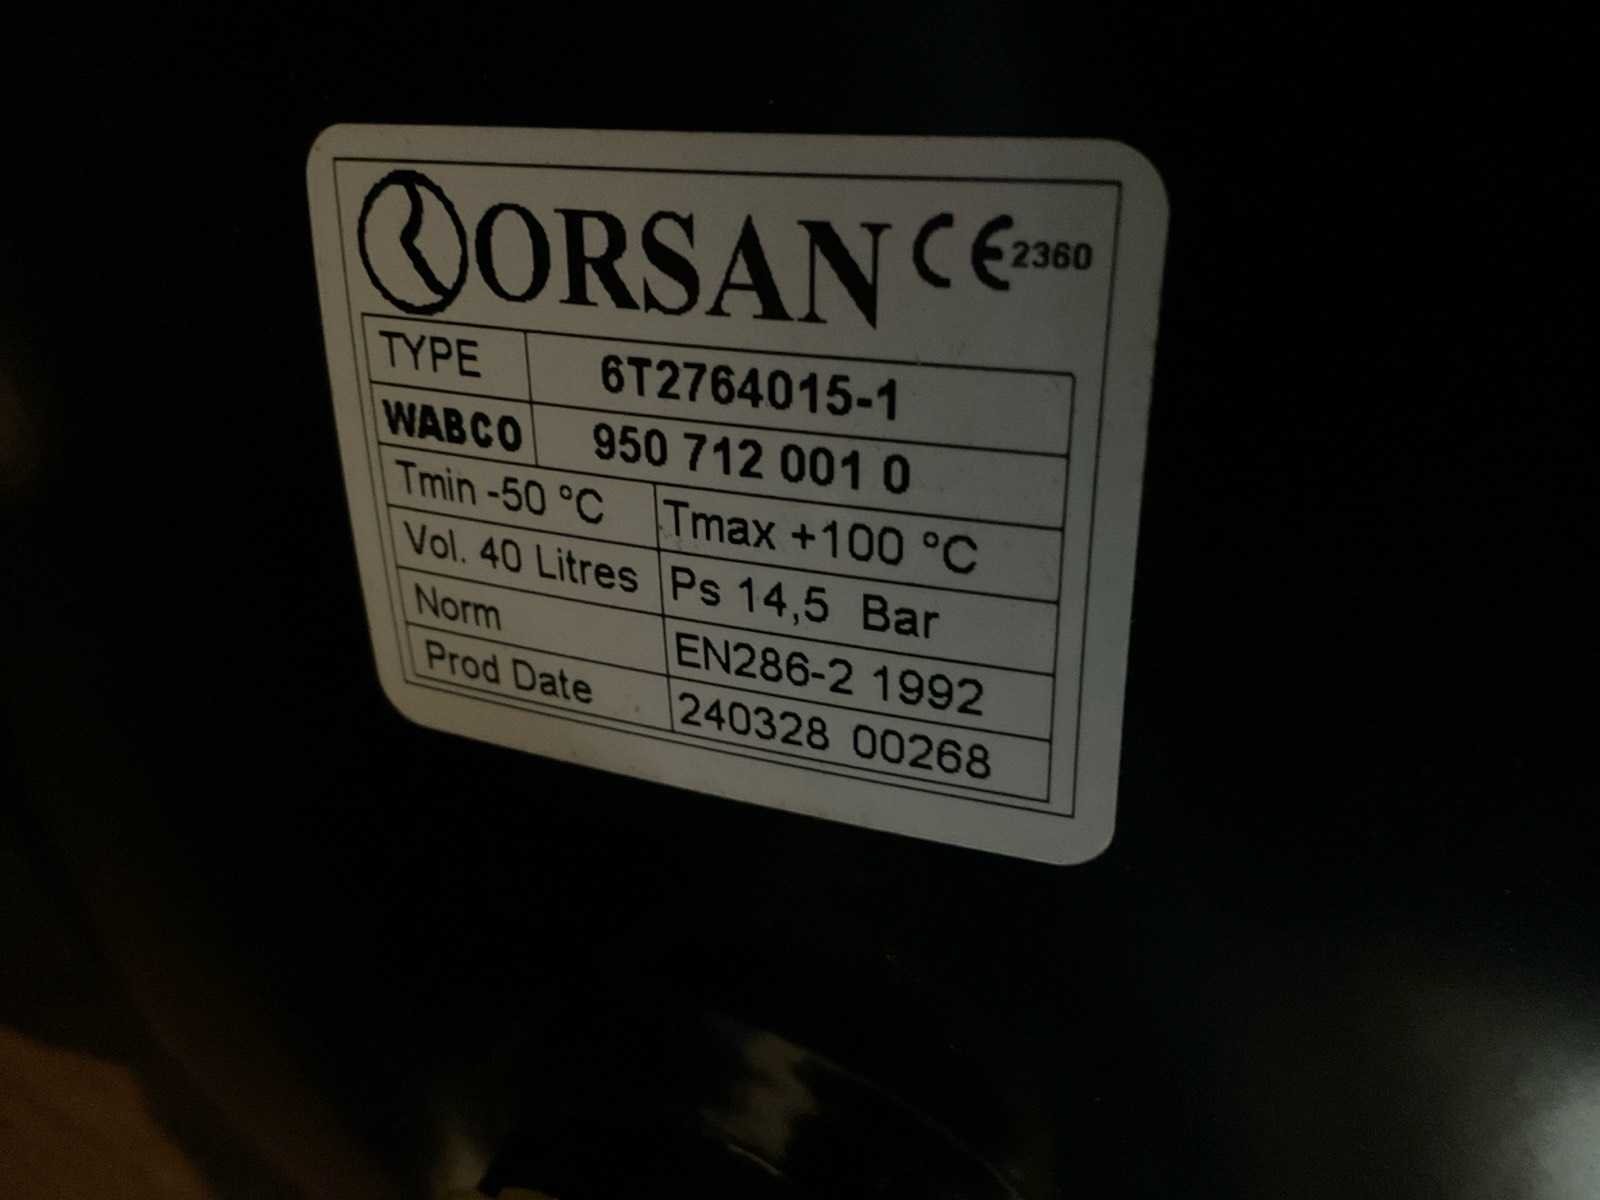 ORSAN CE 2360
TYPE 6T2764015-1
WABCO 950 712 001 0
Tmin -50 °C Tmax +100 °C
Vol. 40 Litres Ps 14,5 Bar
Norm EN286-2 1992
Prod Date 240328 00268